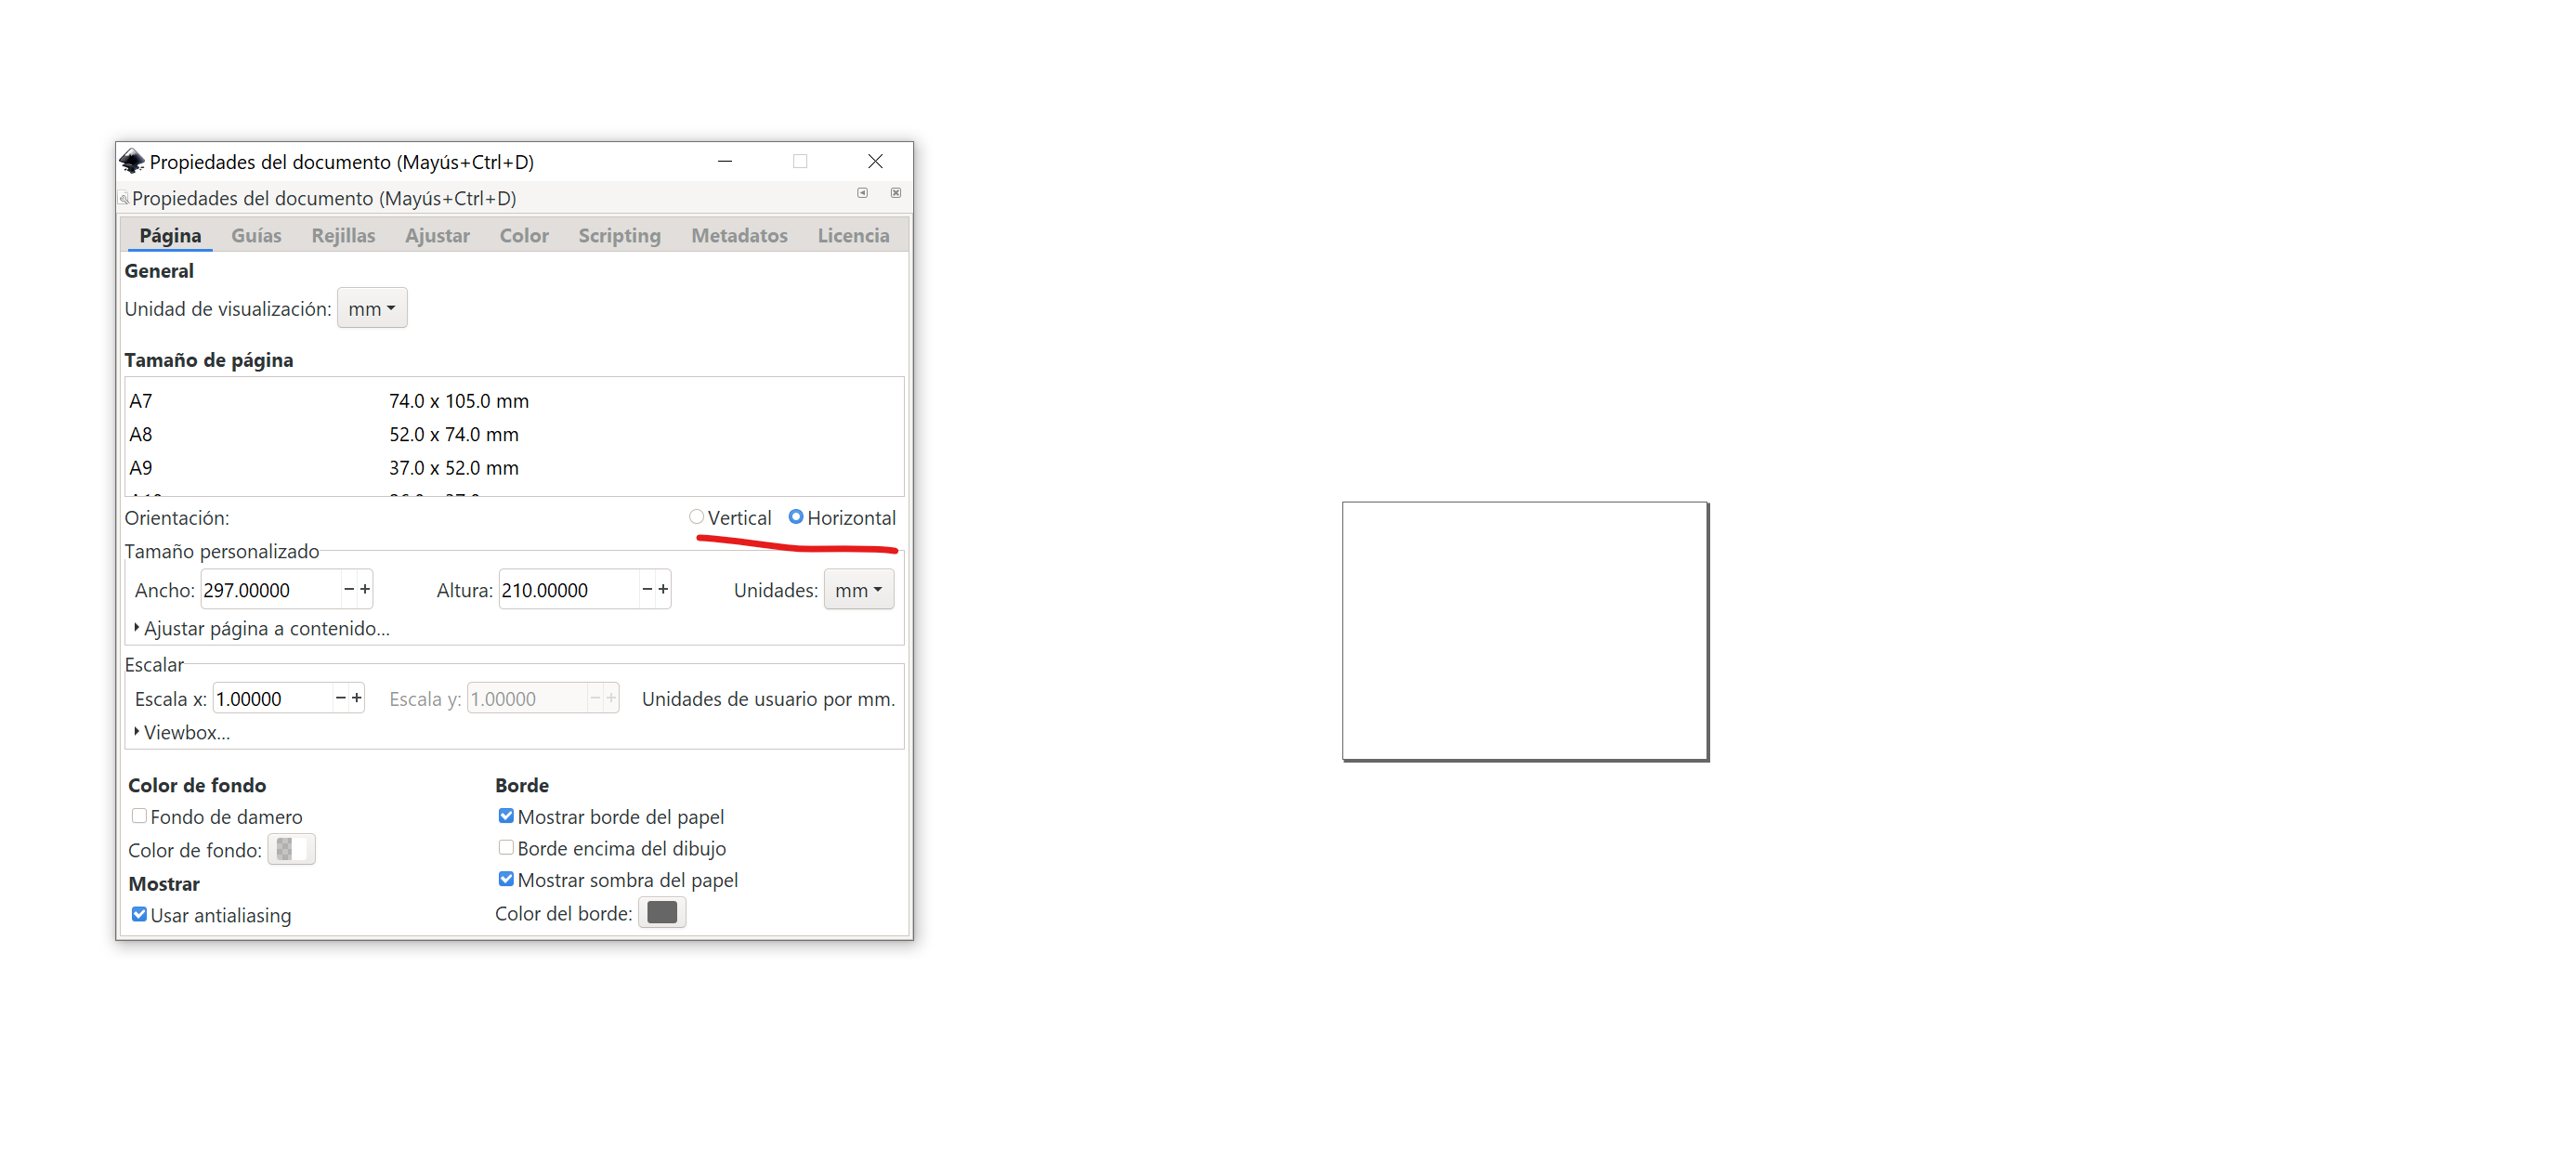 Propiedades del documento (Mayús+Ctrl+D)
Propiedades del documento (Mayús+Ctrl+D)
Página Guías Rejillas Ajustar Color Scripting Metadatos Licencia
General
Unidad de visualización: mm
Tamaño de página
A7 74.0 x 105.0 mm
A8 52.0 x 74.0 mm
A9 37.0 x 52.0 mm
Orientación: Vertical Horizontal
Tamaño personalizado
Ancho: 297.00000 Altura: 210.00000 Unidades: mm
Ajustar página a contenido...
Escalar
Escala x: 1.00000 Escala y: 1.00000 Unidades de usuario por mm.
Viewbox...
Color de fondo
Fondo de damero
Color de fondo:
Mostrar
Usar antialiasing
Borde
Mostrar borde del papel
Borde encima del dibujo
Mostrar sombra del papel
Color del borde: